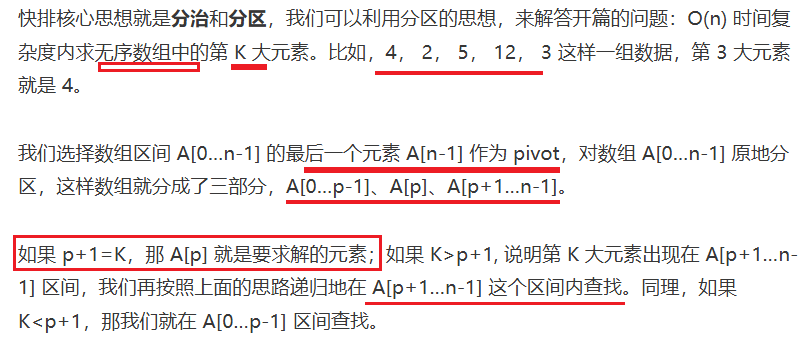 快排核心思想就是分治和分区，我们可以利用分区的思想，来解答开篇的问题：O(n) 时间复
杂度内求无序数组中的第 K 大元素。比如，4， 2， 5， 12， 3 这样一组数据，第 3 大元素
就是 4。
我们选择数组区间 A[0…n-1] 的最后一个元素 A[n-1] 作为 pivot，对数组 A[0…n-1] 原地分
区，这样数组就分成了三部分，A[0…p-1]、A[p]、A[p+1…n-1]。
如果 p+1=K，那 A[p] 就是要求解的元素；如果 K>p+1, 说明第 K 大元素出现在 A[p+1…n-
1] 区间，我们再按照上面的思路递归地在 A[p+1…n-1] 这个区间内查找。同理，如果
K<p+1，那我们就在 A[0…p-1] 区间查找。